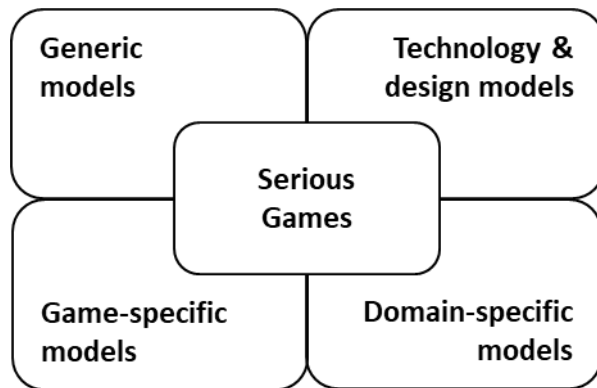 Generic
models
Technology &
design models
Serious
Games
Game-specific
models
Domain-specific
models